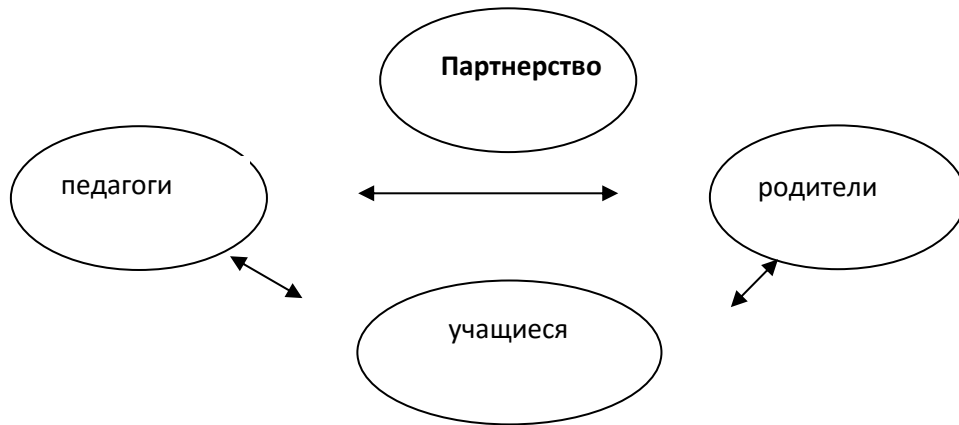 Партнерство
педагоги
родители
учащиеся